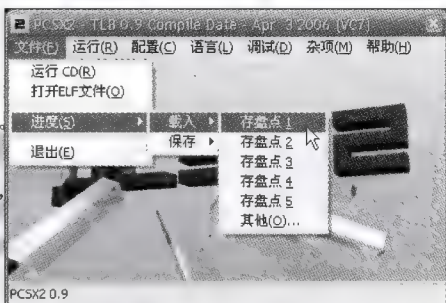 PCSX2 - TLB 0.9 Compile Date - Apr 3 2006 (VC7)
文件(F) 运行(R) 配置(C) 语言(L) 调试(D) 杂项(M) 帮助(H)
运行 CD(R)
打开ELF文件(O)
进度(S) 载入 存盘点 1
保存 存盘点 2
存盘点 3
退出(E) 存盘点 4
存盘点 5
其他(O)...
PCSX2 0.9